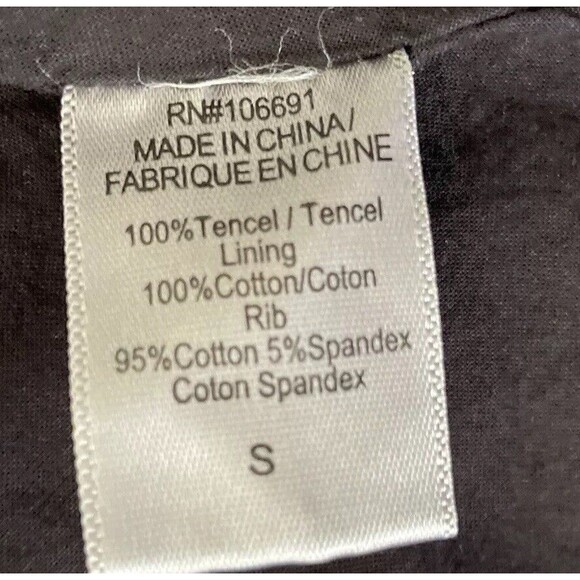 RN#106691
MADE IN CHINA/
FABRIQUE EN CHINE
100%Tencel / Tencel
Lining
100%Cotton/Coton
Rib
95%Cotton 5%Spandex
Coton Spandex
S